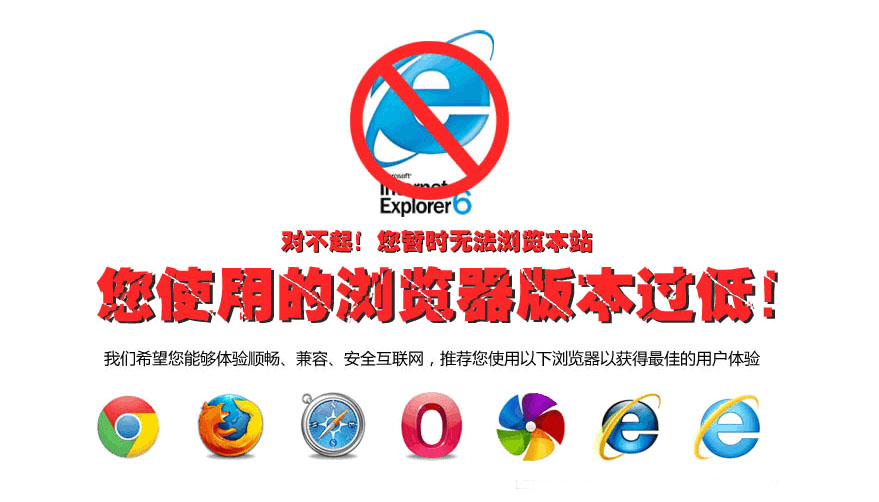 Explorer6
对不起！您暂时无法浏览本站
您使用的浏览器版本过低！
我们希望您能够体验顺畅、兼容、安全互联网，推荐您使用以下浏览器以获得最佳的用户体验